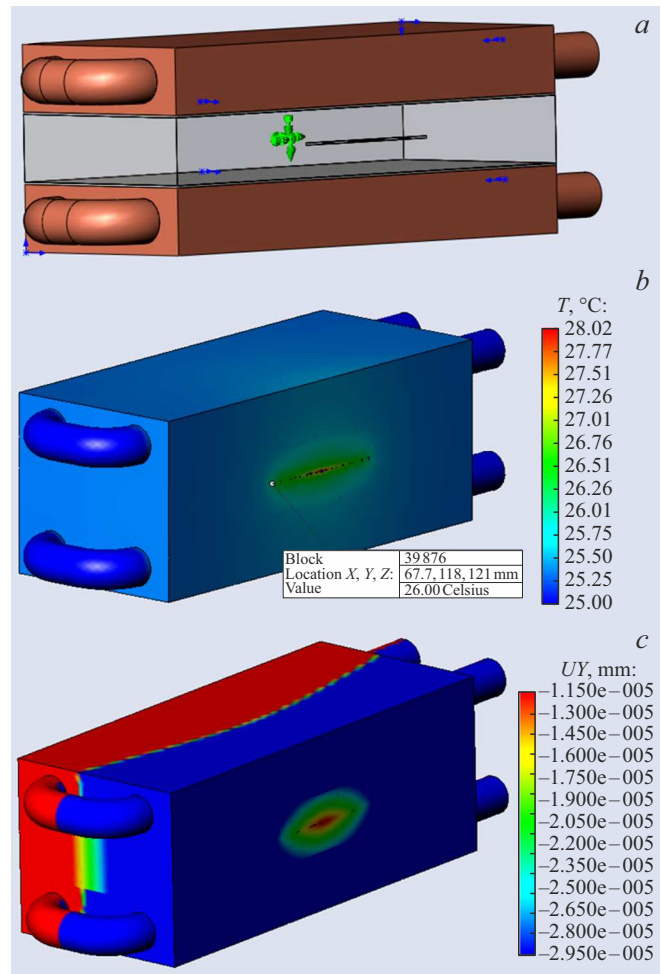 a
b
T, °C:
28.02
27.77
27.51
27.26
27.01
26.76
26.51
26.26
26.01
25.75
25.50
25.25
25.00
Block 39 876
Location X, Y, Z: 67.7, 118, 121 mm
Value 26.00 Celsius
c
UY, mm:
–1.150e–005
–1.300e–005
–1.450e–005
–1.600e–005
–1.750e–005
–1.900e–005
–2.050e–005
–2.200e–005
–2.350e–005
–2.500e–005
–2.650e–005
–2.800e–005
–2.950e–005